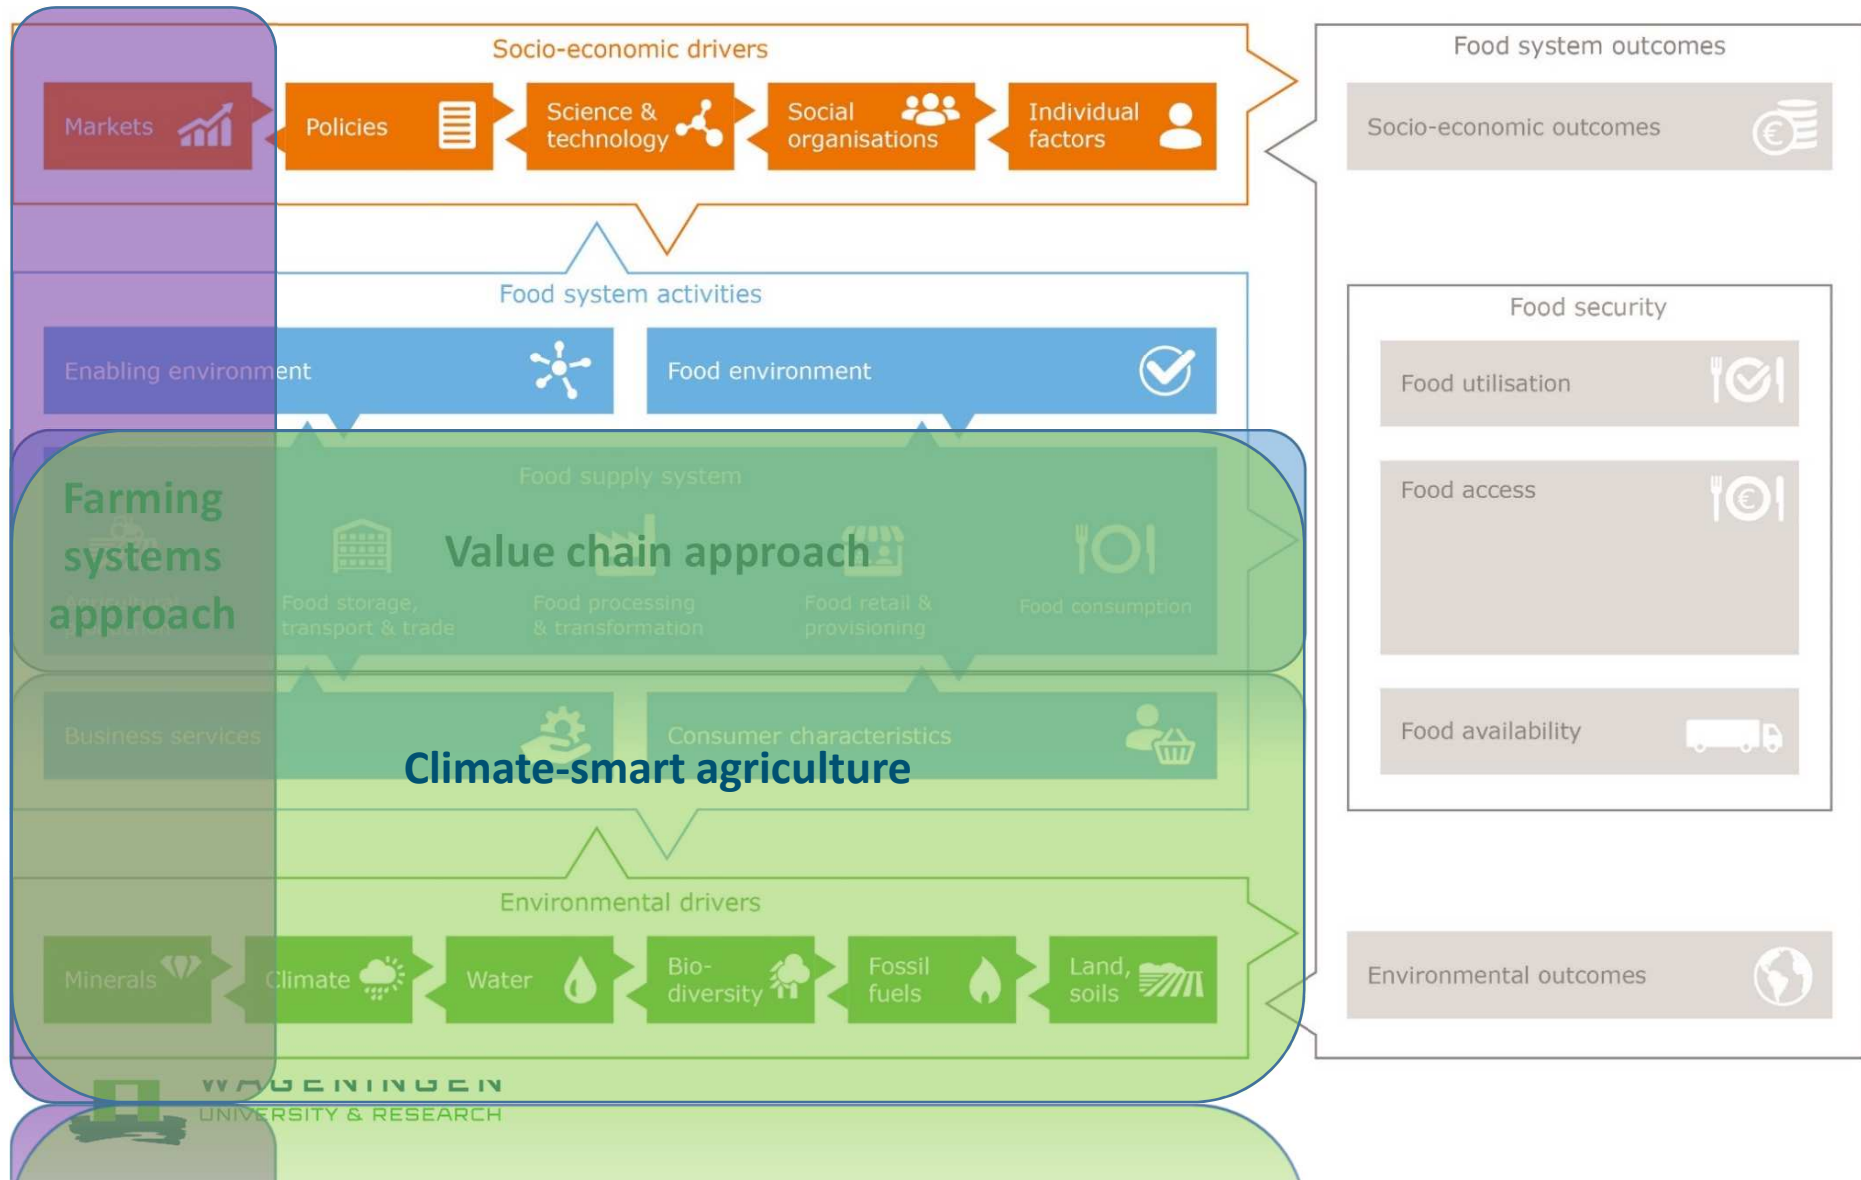 Socio-economic drivers
Markets
Policies
Science &
technology
Social
organisations
Individual
factors
Food system activities
Enabling environment
Food environment
Food supply system
Farming
systems
approach
Value chain approach
Food storage,
transport & trade
Food processing
& transformation
Food retail &
provisioning
Food consumption
Business services
Consumer characteristics
Climate-smart agriculture
Environmental drivers
Minerals
Climate
Water
Bio-
diversity
Fossil
fuels
Land,
soils
Food system outcomes
Socio-economic outcomes
Food security
Food utilisation
Food access
Food availability
Environmental outcomes
WAGENINGEN
UNIVERSITY & RESEARCH